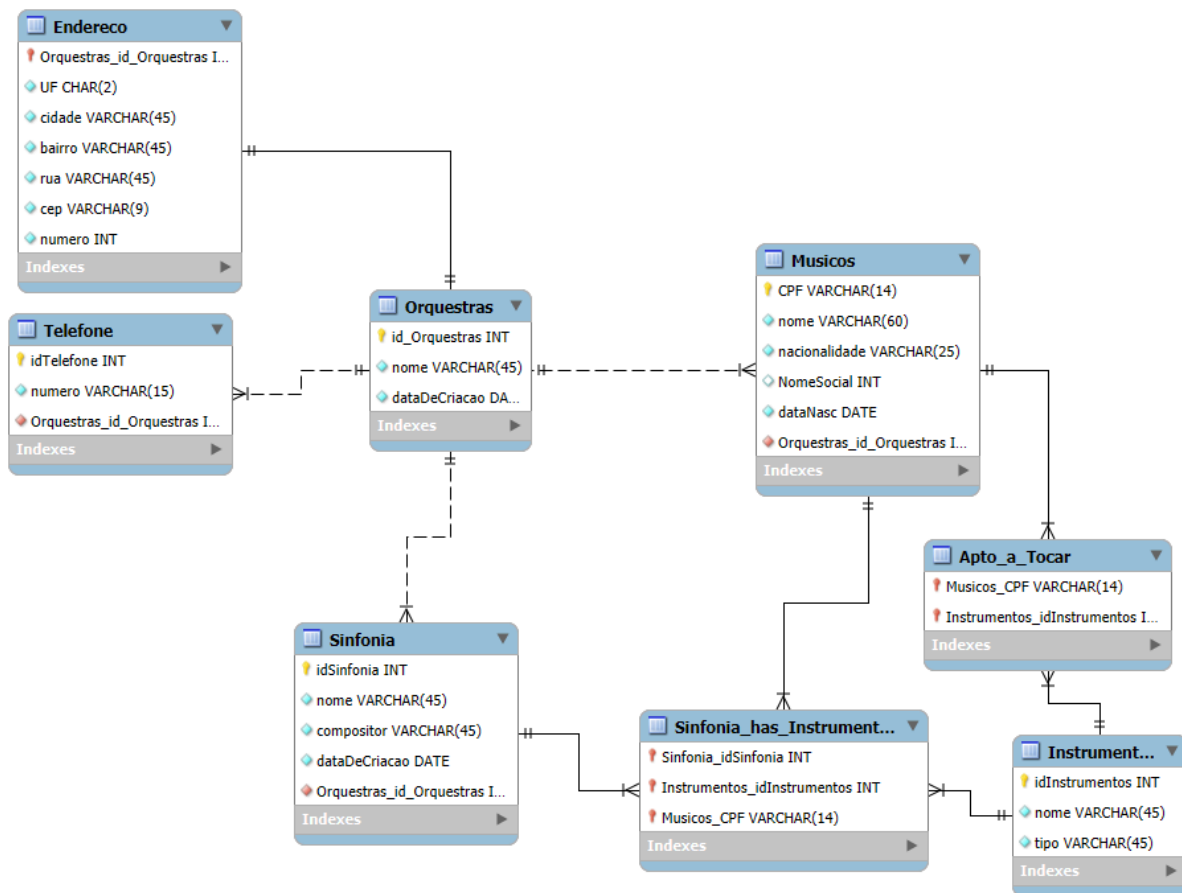 Endereco
Orquestras_id_Orquestras I...
UF CHAR(2)
cidade VARCHAR(45)
bairro VARCHAR(45)
rua VARCHAR(45)
cep VARCHAR(9)
numero INT
Indexes
Telefone
idTelefone INT
numero VARCHAR(15)
Orquestras_id_Orquestras I...
Indexes
Orquestras
id_Orquestras INT
nome VARCHAR(45)
dataDeCriacao DA...
Indexes
Musicos
CPF VARCHAR(14)
nome VARCHAR(60)
nacionalidade VARCHAR(25)
NomeSocial INT
dataNasc DATE
Orquestras_id_Orquestras I...
Indexes
Apto_a_Tocar
Musicos_CPF VARCHAR(14)
Instrumentos_idInstrumentos I...
Indexes
Sinfonia
idSinfonia INT
nome VARCHAR(45)
compositor VARCHAR(45)
dataDeCriacao DATE
Orquestras_id_Orquestras I...
Indexes
Sinfonia_has_Instrument...
Sinfonia_idSinfonia INT
Instrumentos_idInstrumentos INT
Musicos_CPF VARCHAR(14)
Indexes
Instrument...
idInstrumentos INT
nome VARCHAR(45)
tipo VARCHAR(45)
Indexes